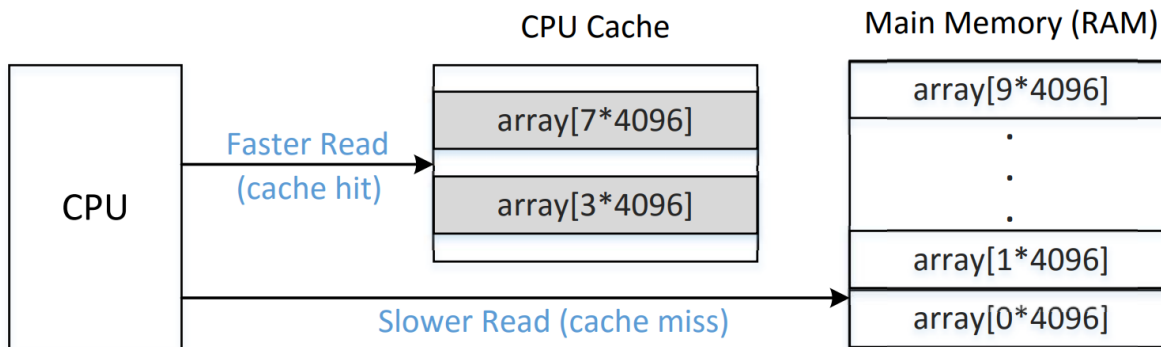 CPU Cache
Main Memory (RAM)
CPU
Faster Read
(cache hit)
array[7*4096]
array[3*4096]
Slower Read (cache miss)
array[9*4096]
.
.
.
array[1*4096]
array[0*4096]